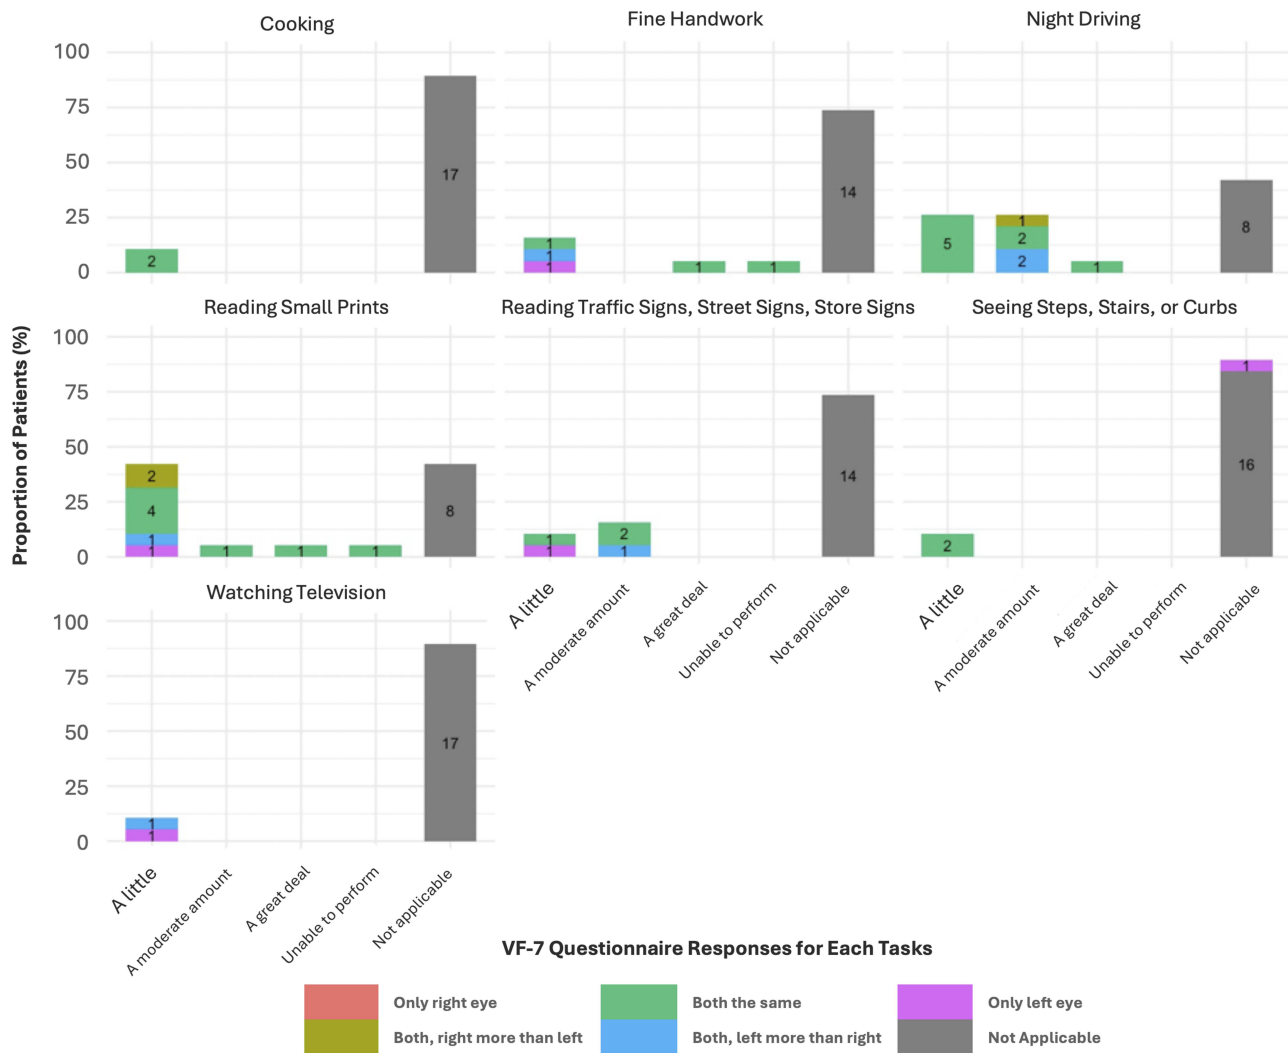 Cooking
Fine Handwork
Night Driving
100
75
50
25
0
2
17
1
1
1
1
1
14
5
1
2
2
1
8
Reading Small Prints
Reading Traffic Signs, Street Signs, Store Signs
Seeing Steps, Stairs, or Curbs
Proportion of Patients (%)
100
75
50
25
0
2
4
1
1
1
1
1
8
1
1
2
1
14
2
1
16
A little
A moderate amount
A great deal
Unable to perform
Not applicable
A little
A moderate amount
A great deal
Unable to perform
Not applicable
Watching Television
100
75
50
25
0
1
1
17
A little
A moderate amount
A great deal
Unable to perform
Not applicable
VF-7 Questionnaire Responses for Each Tasks
Only right eye
Both the same
Only left eye
Both, right more than left
Both, left more than right
Not Applicable